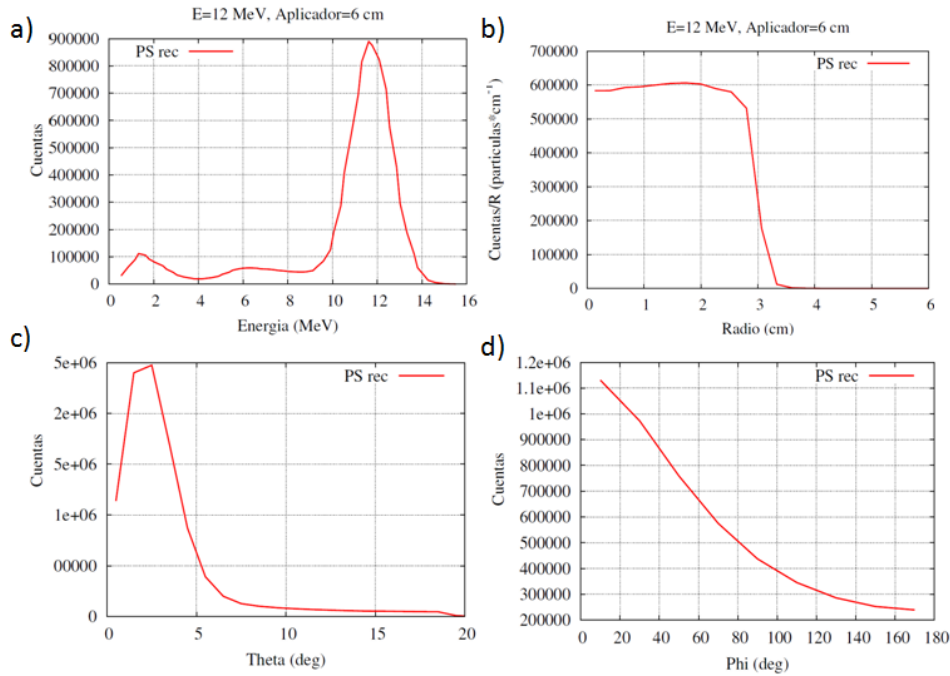 E=12 MeV, Aplicador=6 cm
a)
PS rec
900000
800000
700000
600000
500000
400000
300000
200000
100000
0
Cuentas
0 2 4 6 8 10 12 14 16
Energia (MeV)
E=12 MeV, Aplicador=6 cm
b)
PS rec
700000
600000
500000
400000
300000
200000
100000
0
Cuentas/R (particulas*cm⁻¹)
0 1 2 3 4 5 6
Radio (cm)
c)
PS rec
5e+06
2e+06
5e+06
1e+06
00000
0
Cuentas
0 5 10 15 20
Theta (deg)
d)
PS rec
1.2e+06
1.1e+06
1e+06
900000
800000
700000
600000
500000
400000
300000
200000
Cuentas
0 20 40 60 80 100 120 140 160 180
Phi (deg)